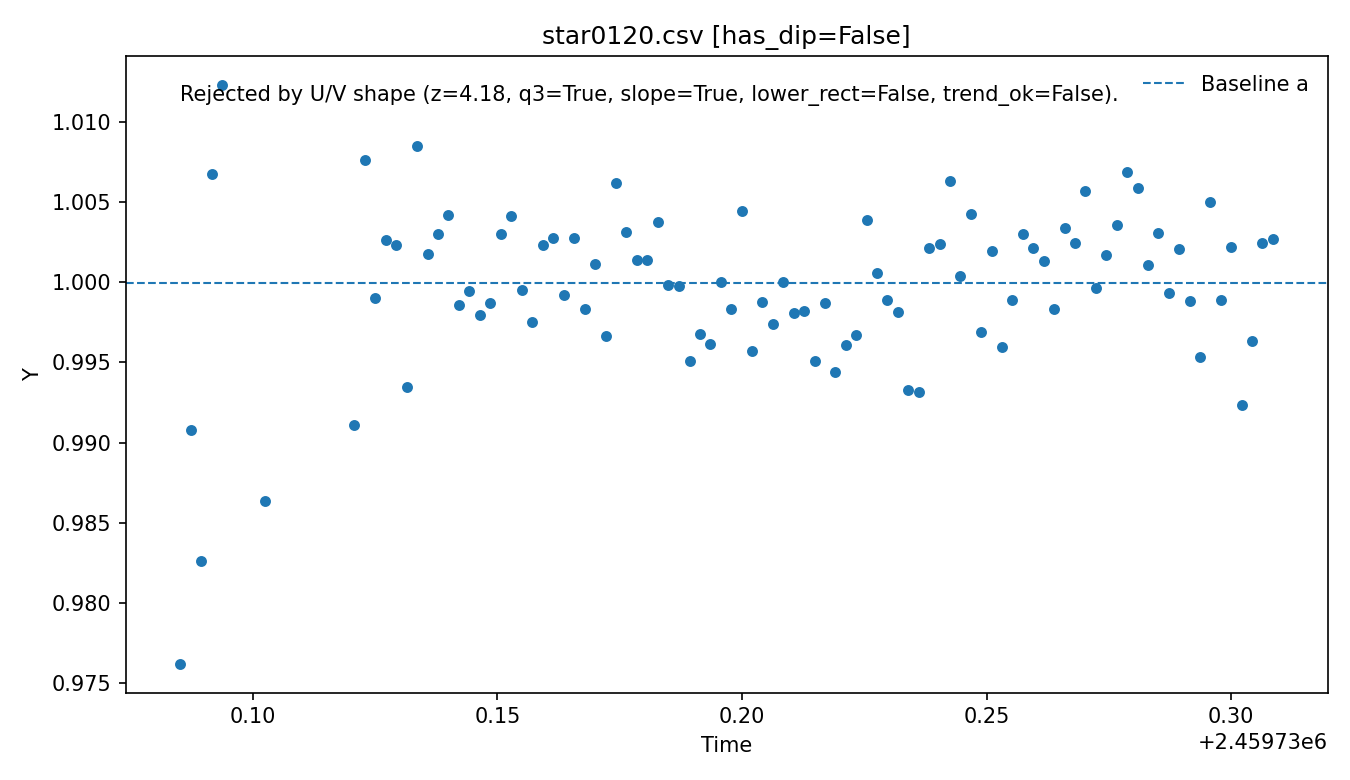 star0120.csv [has_dip=False]
Rejected by U/V shape (z=4.18, q3=True, slope=True, lower_rect=False, trend_ok=False).
Baseline a
1.010
1.005
1.000
0.995
0.990
0.985
0.980
0.975
Y
0.10 0.15 0.20 0.25 0.30
Time
+2.45973e6